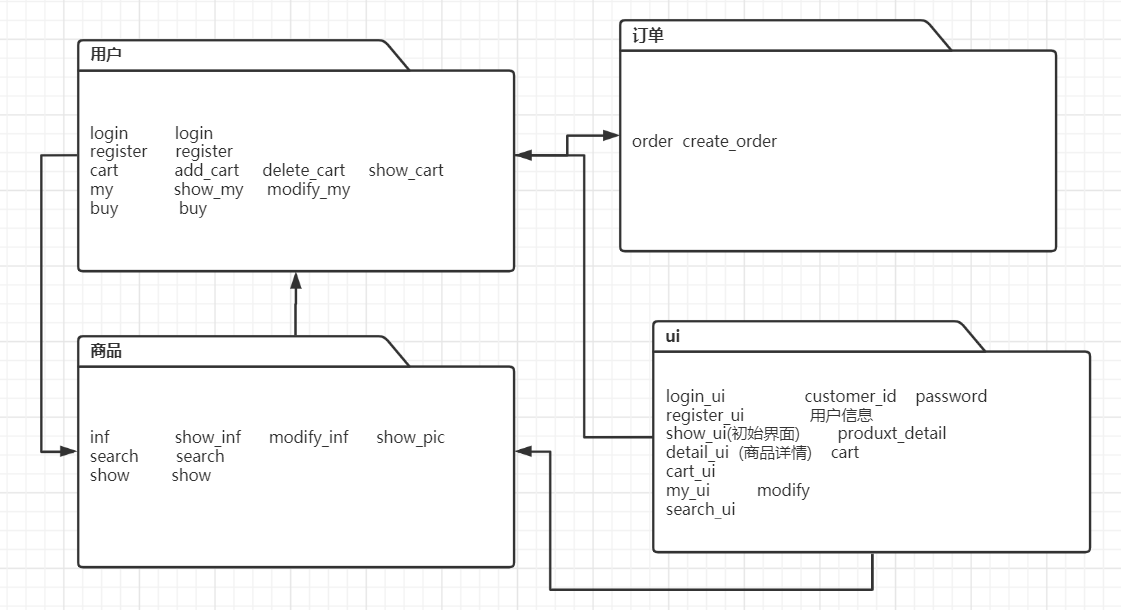 用户
login login
register register
cart add_cart delete_cart show_cart
my show_my modify_my
buy buy
订单
order create_order
商品
inf show_inf modify_inf show_pic
search search
show show
ui
login_ui customer_id password
register_ui 用户信息
show_ui(初始界面) produxt_detail
detail_ui (商品详情) cart
cart_ui
my_ui modify
search_ui